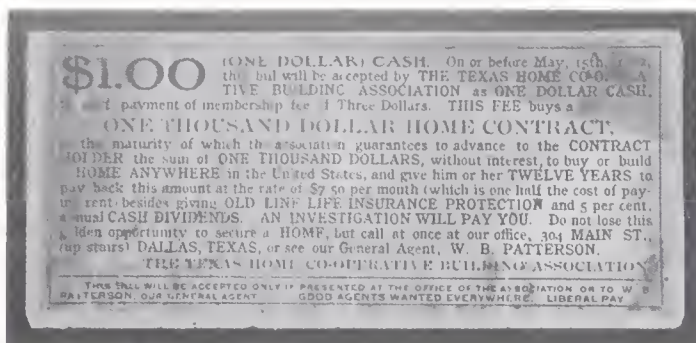 $1.00 (ONE DOLLAR) CASH. On or before May, 15th,
this bill will be accepted by THE TEXAS HOME
TIVE BUILDING ASSOCIATION as ONE DOLLAR CASH,
payment of membership fee of Three Dollars. THIS FEE buys a
ONE THOUSAND DOLLAR HOME CONTRACT,
the maturity of which the association guarantees to advance to the CONTRACT
HOLDER the sum of ONE THOUSAND DOLLARS, without interest, to buy or build
HOME ANYWHERE in the United States, and give him or her TWELVE YEARS to
pay back this amount at the rate of $7 50 per month (which is one half the cost of pay-
rent) besides giving OLD LINE LIFE INSURANCE PROTECTION and 5 per cent.
annual CASH DIVIDENDS. AN INVESTIGATION WILL PAY YOU. Do not lose this
golden opportunity to secure a HOME, but call at once at our office, 304 MAIN ST.,
(up stairs) DALLAS, TEXAS, or see our General Agent, W. B. PATTERSON.
THE TEXAS HOME CO-OPERATIVE BUILDING ASSOCIATION
THIS BILL WILL BE ACCEPTED ONLY IF PRESENTED AT THE OFFICE OF THE ASSOCIATION OR TO W B
PATTERSON, OUR GENERAL AGENT GOOD AGENTS WANTED EVERYWHERE. LIBERAL PAY